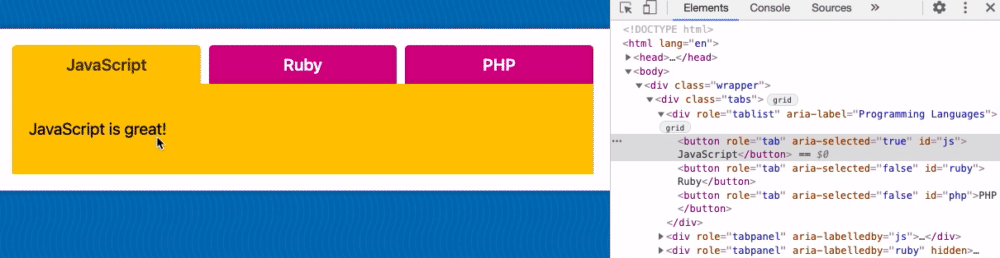 JavaScript Ruby PHP
JavaScript is great!
Elements Console Sources »
<!DOCTYPE html>
<html lang="en">
▶<head>…</head>
▼<body>
▼<div class="wrapper">
▼<div class="tabs"> grid
▼<div role="tablist" aria-label="Programming Languages">
grid
… <button role="tab" aria-selected="true" id="js">
JavaScript</button> == $0
<button role="tab" aria-selected="false" id="ruby">
Ruby</button>
<button role="tab" aria-selected="false" id="php">PHP
</button>
</div>
▶<div role="tabpanel" aria-labelledby="js">…</div>
▶<div role="tabpanel" aria-labelledby="ruby" hidden>…